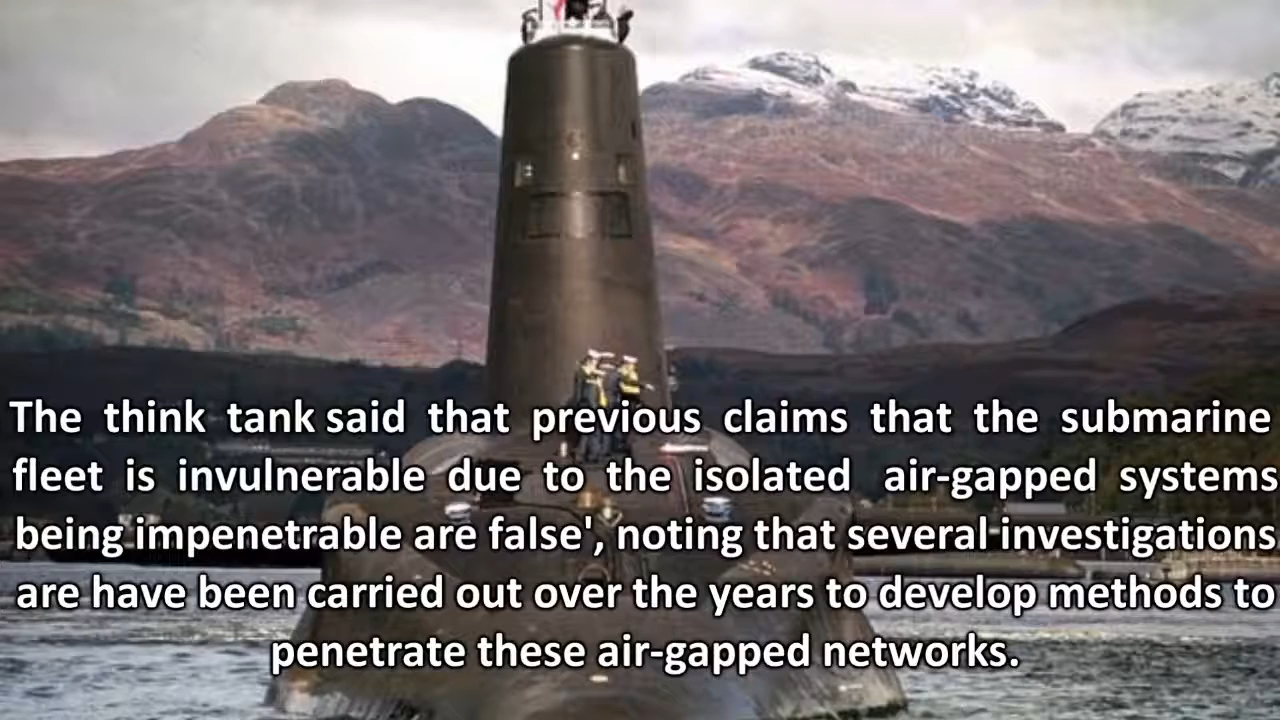 The think tank said that previous claims that the submarine
fleet is invulnerable due to the isolated air-gapped systems
being impenetrable are false', noting that several investigations
are have been carried out over the years to develop methods to
penetrate these air-gapped networks.